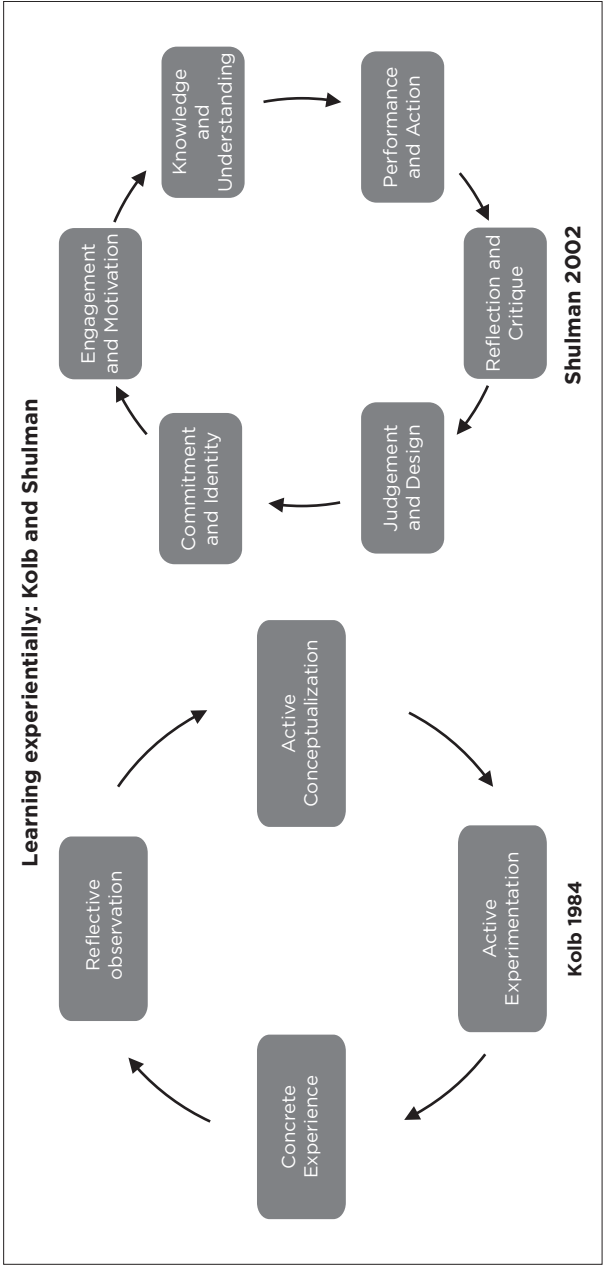 Learning experientially: Kolb and Shulman
Reflective
observation
Active
Conceptualization
Active
Experimentation
Concrete
Experience
Kolb 1984
Engagement
and Motivation
Knowledge
and
Understanding
Performance
and Action
Reflection and
Critique
Judgement
and Design
Commitment
and Identity
Shulman 2002